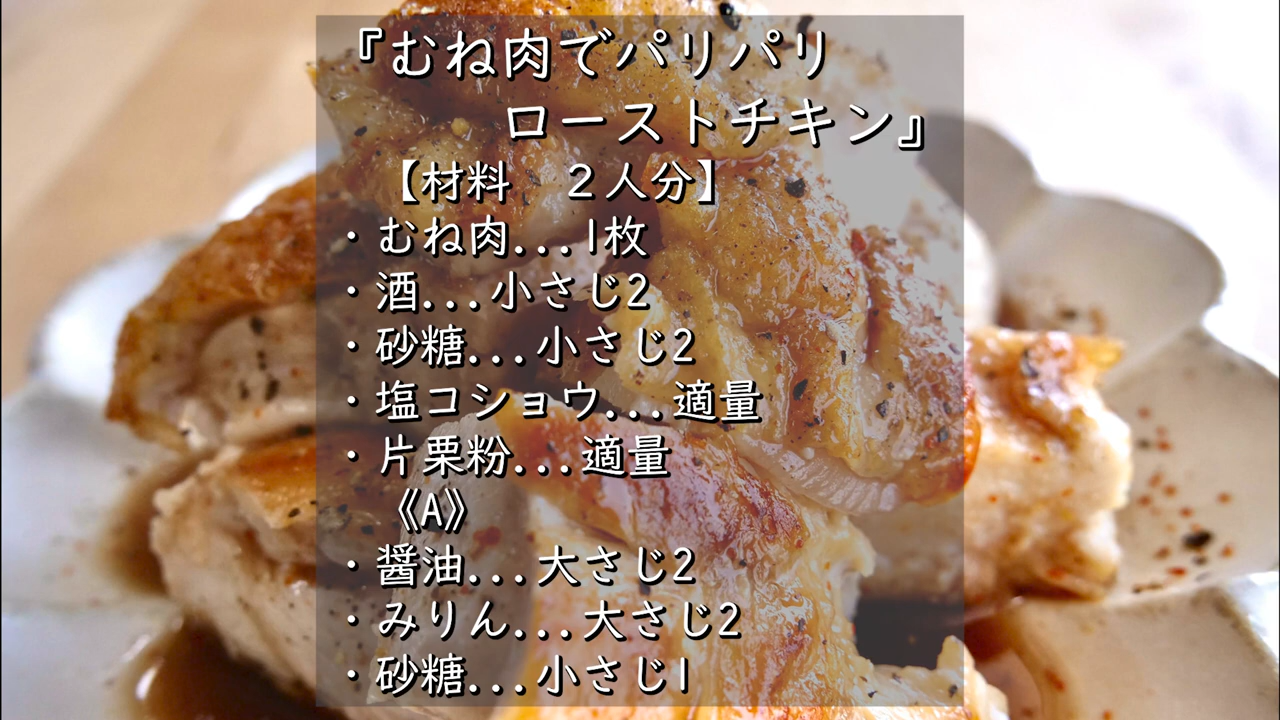 『むね肉でパリパリ
ローストチキン』
【材料　２人分】
・むね肉...1枚
・酒...小さじ2
・砂糖...小さじ2
・塩コショウ...適量
・片栗粉...適量
《A》
・醤油...大さじ2
・みりん...大さじ2
・砂糖...小さじ1